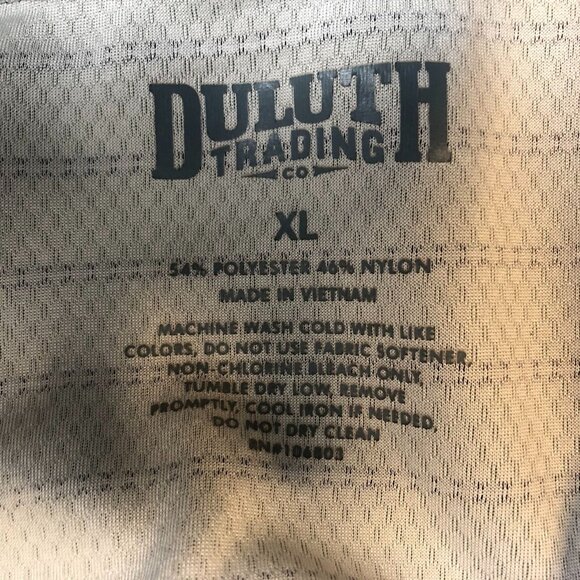 DULUTH
TRADING
CO
XL
54% POLYESTER 46% NYLON
MADE IN VIETNAM
MACHINE WASH COLD WITH LIKE
COLORS, DO NOT USE FABRIC SOFTENER,
NON-CHLORINE BLEACH ONLY,
TUMBLE DRY LOW, REMOVE
PROMPTLY, COOL IRON IF NEEDED,
DO NOT DRY CLEAN
RN#106803